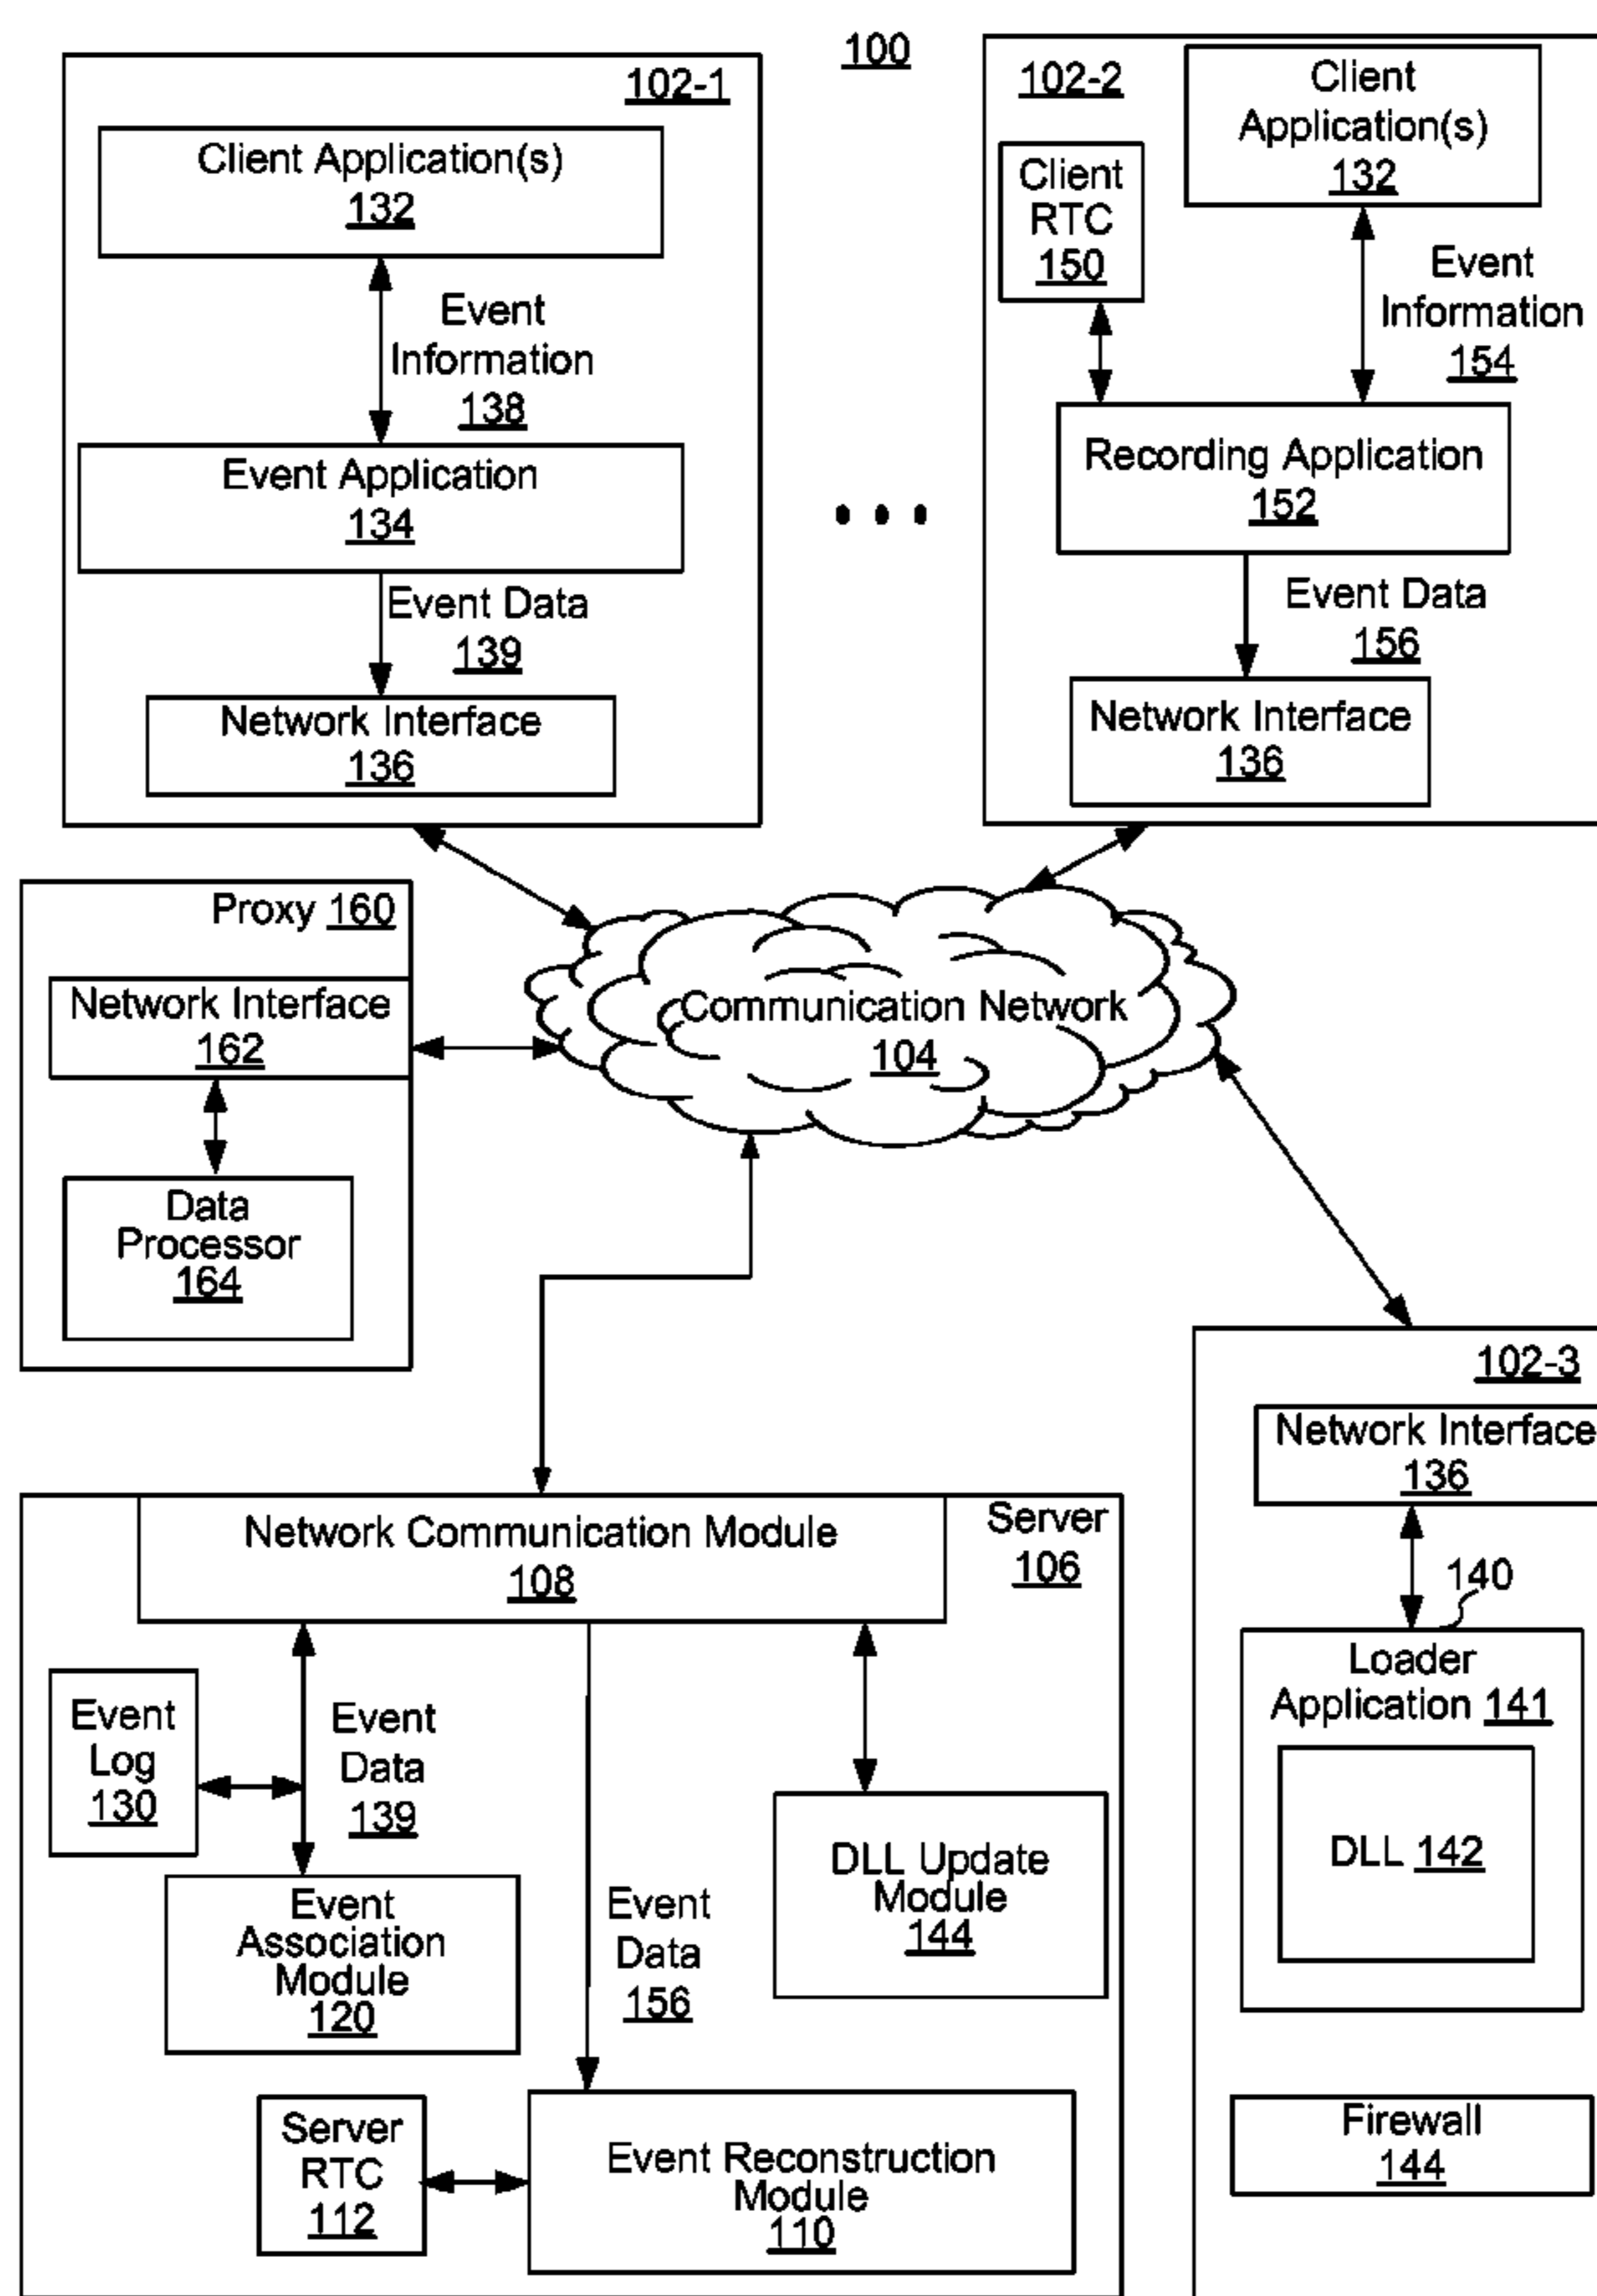 100
102-1
Client Application(s)
132
Event
Information
138
Event Application
134
Event Data
139
Network Interface
136
102-2
Client
Application(s)
132
Client
RTC
150
Event
Information
154
Recording Application
152
Event Data
156
Network Interface
136
Proxy 160
Network Interface
162
Data
Processor
164
Communication Network
104
Server
106
Network Communication Module
108
Event
Log
130
Event
Data
139
Event
Association
Module
120
Event
Data
156
DLL Update
Module
144
Server
RTC
112
Event Reconstruction
Module
110
102-3
Network Interface
136
140
Loader
Application 141
DLL 142
Firewall
144